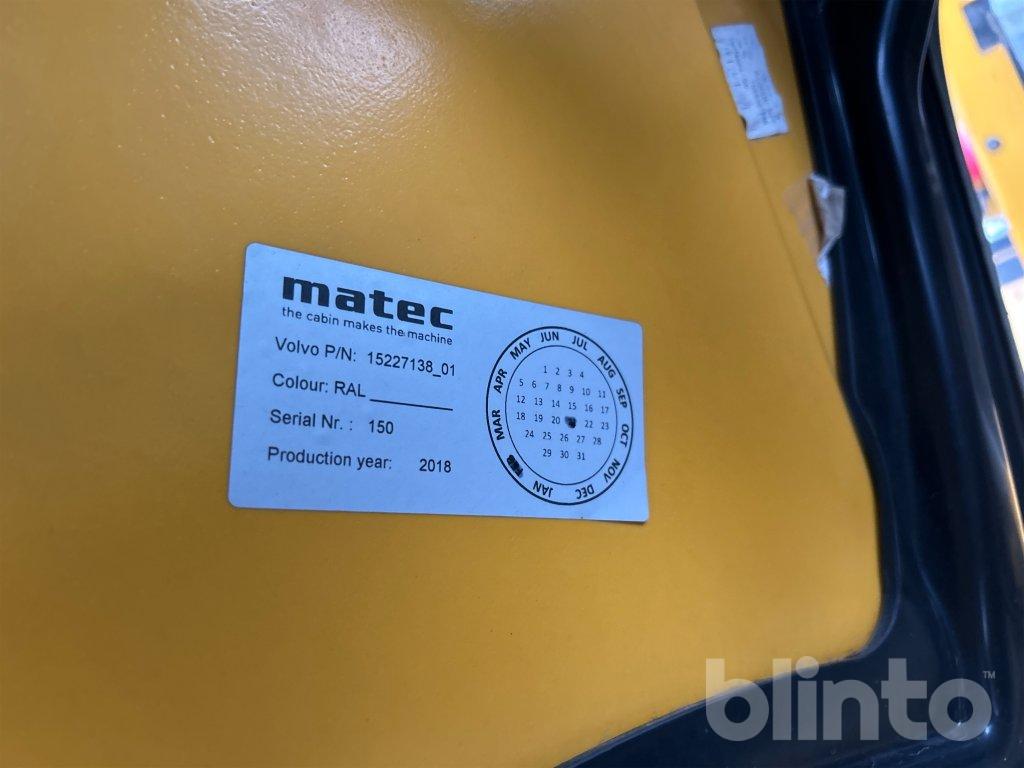 matec
the cabin makes the machine
Volvo P/N: 15227138_01
Colour: RAL
Serial Nr. : 150
Production year: 2018
JAN FEB MAR APR MAY JUN JUL AUG SEP OCT NOV DEC
1 2 3 4
5 6 7 8 9 10 11
12 13 14 15 16 17
18 19 20 22 23
24 25 26 27 28
29 30 31
blinto™